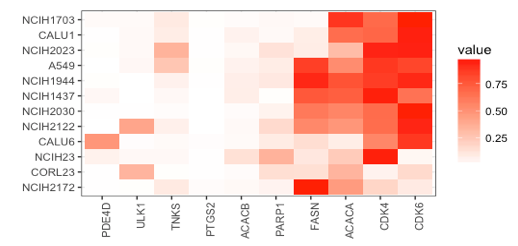 NCIH1703
CALU1
NCIH2023
A549
NCIH1944
NCIH1437
NCIH2030
NCIH2122
CALU6
NCIH23
CORL23
NCIH2172
PDE4D
ULK1
TNKS
PTGS2
ACACB
PARP1
FASN
ACACA
CDK4
CDK6
value
0.75
0.50
0.25